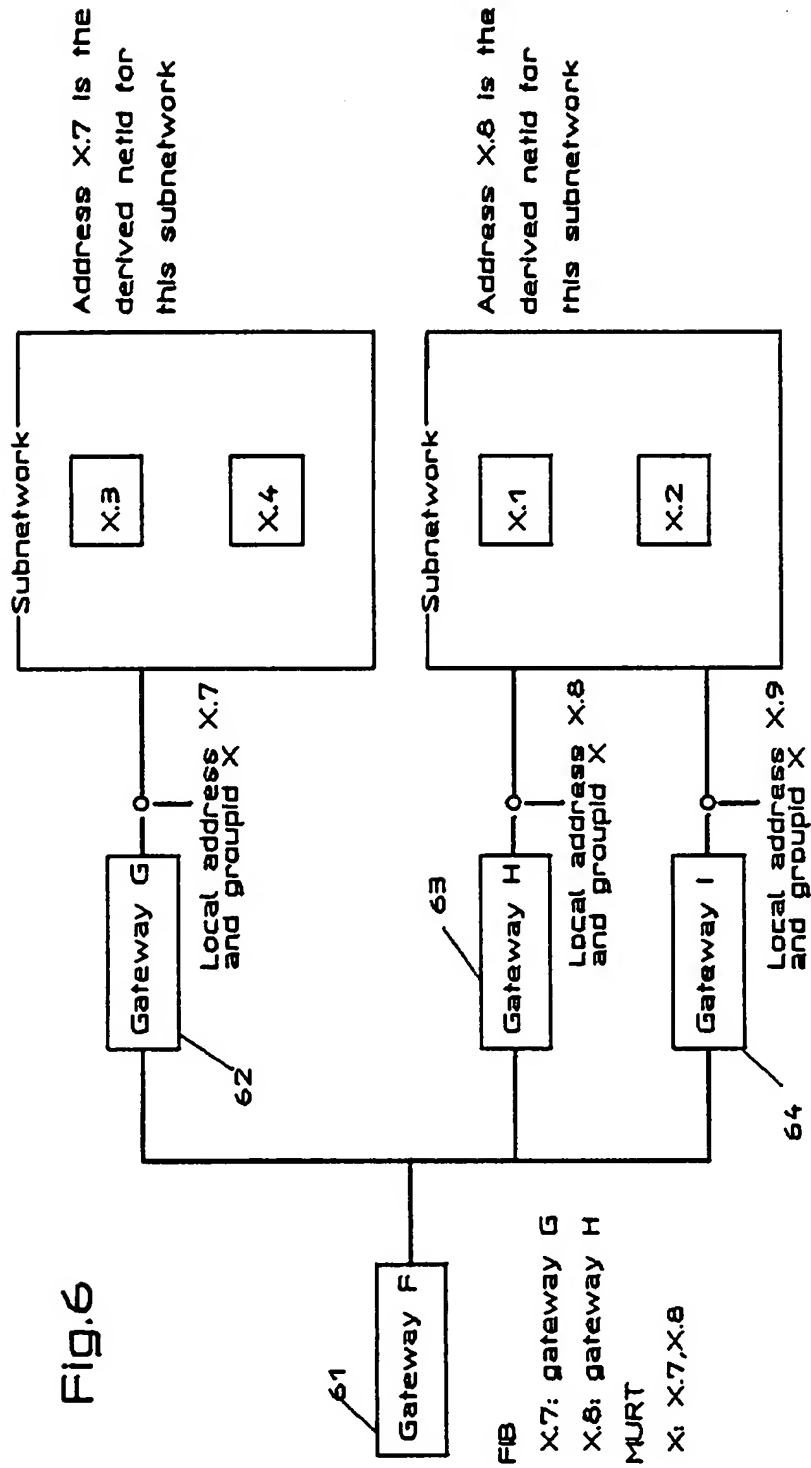 Fig.6
61
Gateway F
FIB
X.7: gateway G
X.8: gateway H
MURT
X: X.7,X.8
62
Gateway G
Local address X.7
and groupid X
63
Gateway H
Local address X.8
and groupid X
64
Gateway I
Local address X.9
and groupid X
Subnetwork
X.3
X.4
Address X.7 is the
derived netid for
this subnetwork
Subnetwork
X.1
X.2
Address X.8 is the
derived netid for
this subnetwork